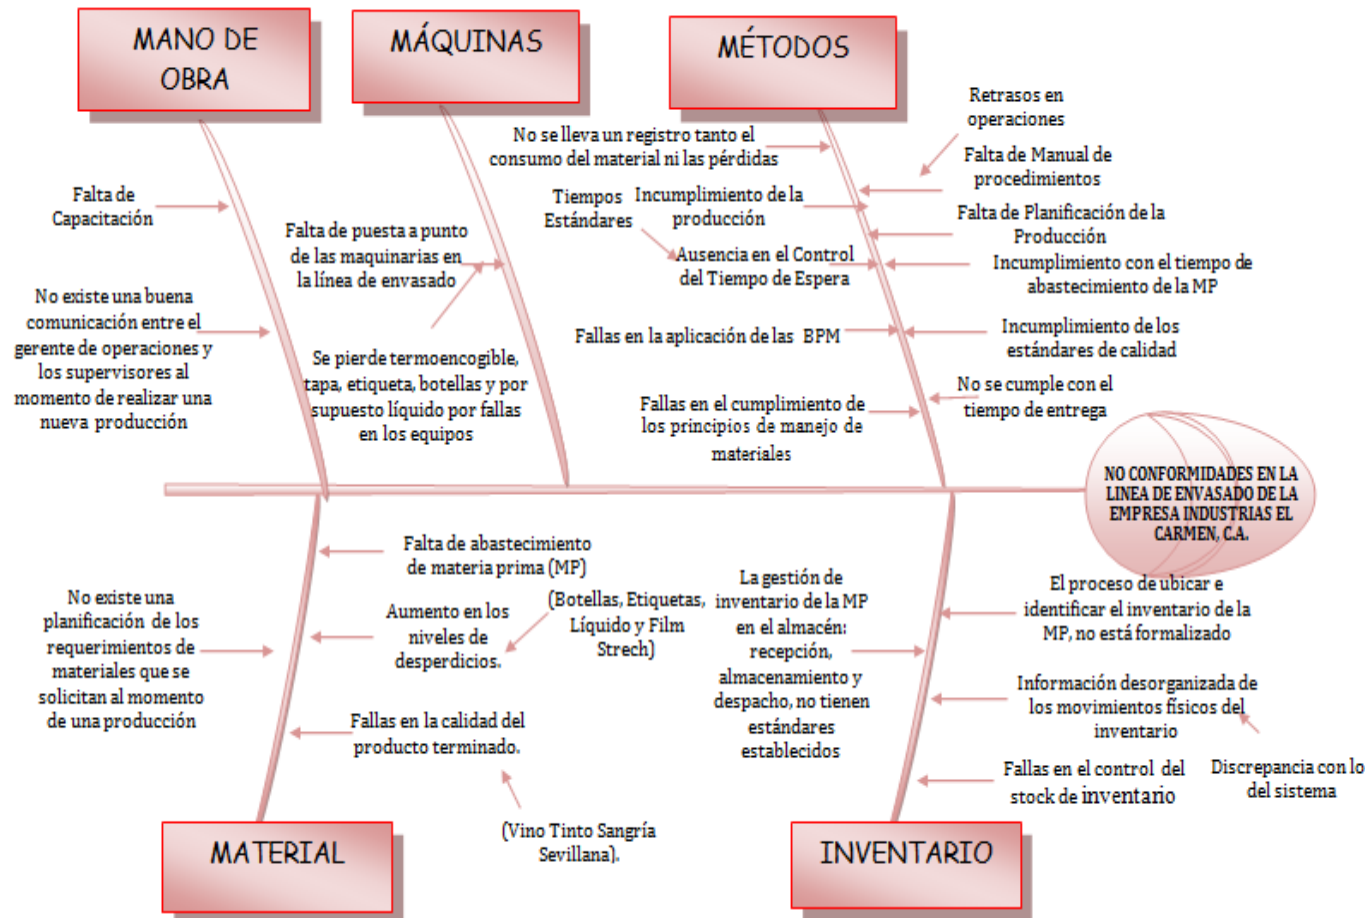 MANO DE
OBRA
MÁQUINAS
MÉTODOS
Falta de
Capacitación
No existe una buena
comunicación entre el
gerente de operaciones y
los supervisores al
momento de realizar una
nueva producción
Falta de puesta a punto
de las maquinarias en
la línea de envasado
Se pierde termoencogible,
tapa, etiqueta, botellas y por
supuesto líquido por fallas
en los equipos
No se lleva un registro tanto el
consumo del material ni las pérdidas
Tiempos
Estándares
Incumplimiento de la
producción
Ausencia en el Control
del Tiempo de Espera
Fallas en la aplicación de las BPM
Fallas en el cumplimiento de
los principios de manejo de
materiales
Retrasos en
operaciones
Falta de Manual de
procedimientos
Falta de Planificación de la
Producción
Incumplimiento con el tiempo de
abastecimiento de la MP
Incumplimiento de los
estándares de calidad
No se cumple con el
tiempo de entrega
NO CONFORMIDADES EN LA
LINEA DE ENVASADO DE LA
EMPRESA INDUSTRIAS EL
CARMEN, C.A.
No existe una
planificación de los
requerimientos de
materiales que se
solicitan al momento
de una producción
Falta de abastecimiento
de materia prima (MP)
Aumento en los
niveles de
desperdicios.
(Botellas, Etiquetas,
Líquido y Film
Strech)
Fallas en la calidad del
producto terminado.
(Vino Tinto Sangría
Sevillana).
La gestión de
inventario de la MP
en el almacén:
recepción,
almacenamiento y
despacho, no tienen
estándares
establecidos
El proceso de ubicar e
identificar el inventario de la
MP, no está formalizado
Información desorganizada de
los movimientos físicos del
inventario
Discrepancia con lo
del sistema
Fallas en el control del
stock de inventario
MATERIAL
INVENTARIO